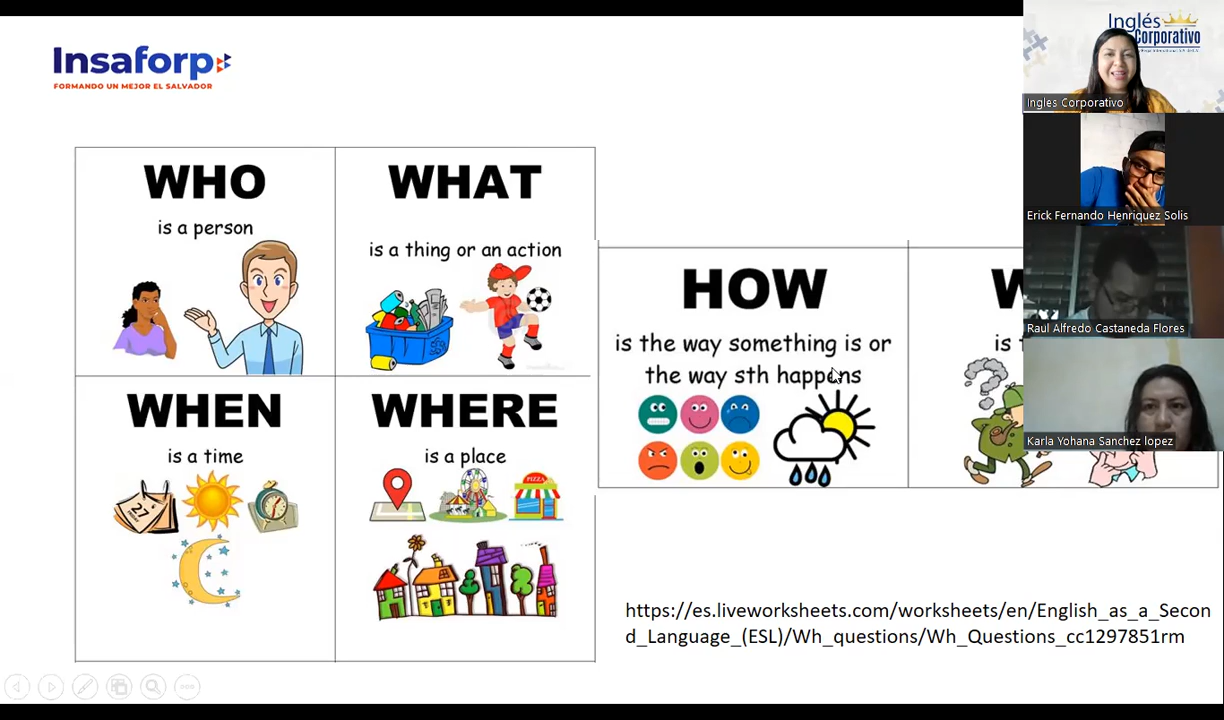 Insaforp
FORMANDO UN MEJOR EL SALVADOR
WHO
is a person
WHAT
is a thing or an action
WHEN
is a time
27
WHERE
is a place
PIZZA
HOW
is the way something is or
the way sth happens
W
is
https://es.liveworksheets.com/worksheets/en/English_as_a_Secon
d_Language_(ESL)/Wh_questions/Wh_Questions_cc1297851rm
Inglés
Corporativo
Ingles Corporativo
Erick Fernando Henriquez Solis
Raul Alfredo Castaneda Flores
Karla Yohana Sanchez lopez